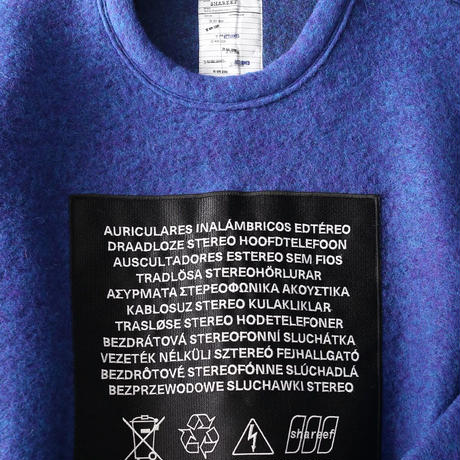 SHAREEF
AURICULARES INALÁMBRICOS EDTÉREO
DRAADLOZE STEREO HOOFDTELEFOON
AUSCULTADORES ESTEREO SEM FIOS
TRADLÖSA STEREOHÖRLURAR
ΑΣΥΡΜΑΤΑ ΣΤΕΡΕΟΦΩΝΙΚΑ ΑΚΟΥΣΤΙΚΑ
KABLOSUZ STEREO KULAKLIKLAR
TRASLØSE STEREO HODETELEFONER
BEZDRÁTOVÁ STEREOFONNÍ SLUCHÁTKA
VEZETÉK NÉLKÜLI SZTEREÓ FEJHALLGATÓ
BEZDRÔTOVÉ STEREOFÓNNE SLÚCHADLÁ
BEZPRZEWODOWE SLUCHAWKI STEREO
shareef